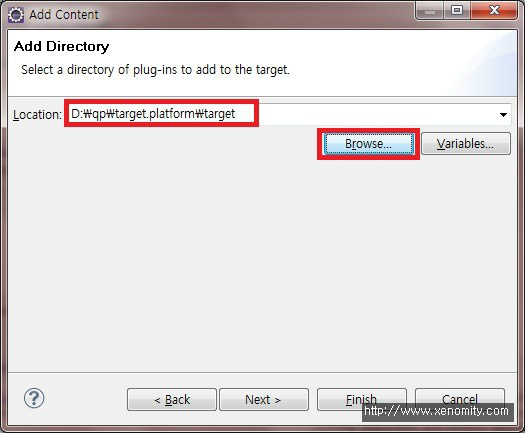 Add Content
Add Directory
Select a directory of plug-ins to add to the target.
Location: D:₩qp₩target.platform₩target
Browse... Variables...
? < Back Next > Finish Cancel
http://www.xenomity.com